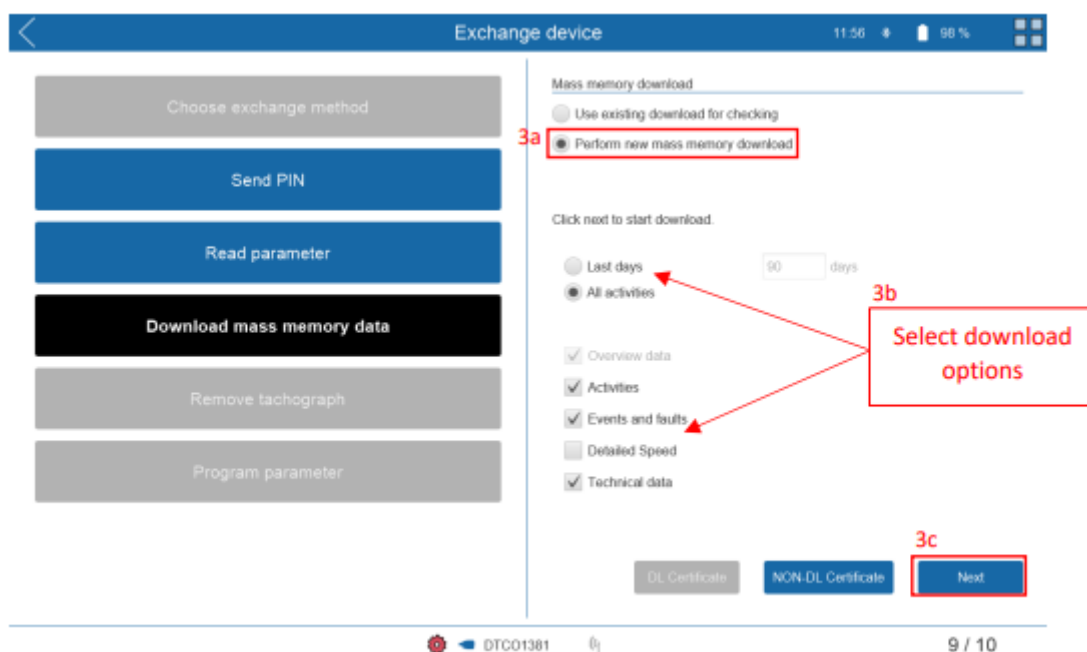 Exchange device
11:56
98 %
Choose exchange method
Send PIN
Read parameter
Download mass memory data
Remove tachograph
Program parameter
Mass memory download
Use existing download for checking
3a
Perform new mass memory download
Click next to start download.
Last days
90
days
All activities
3b
Select download
options
Overview data
Activities
Events and faults
Detailed Speed
Technical data
3c
DL Certificate
NON-DL Certificate
Next
DTCO1381
9 / 10